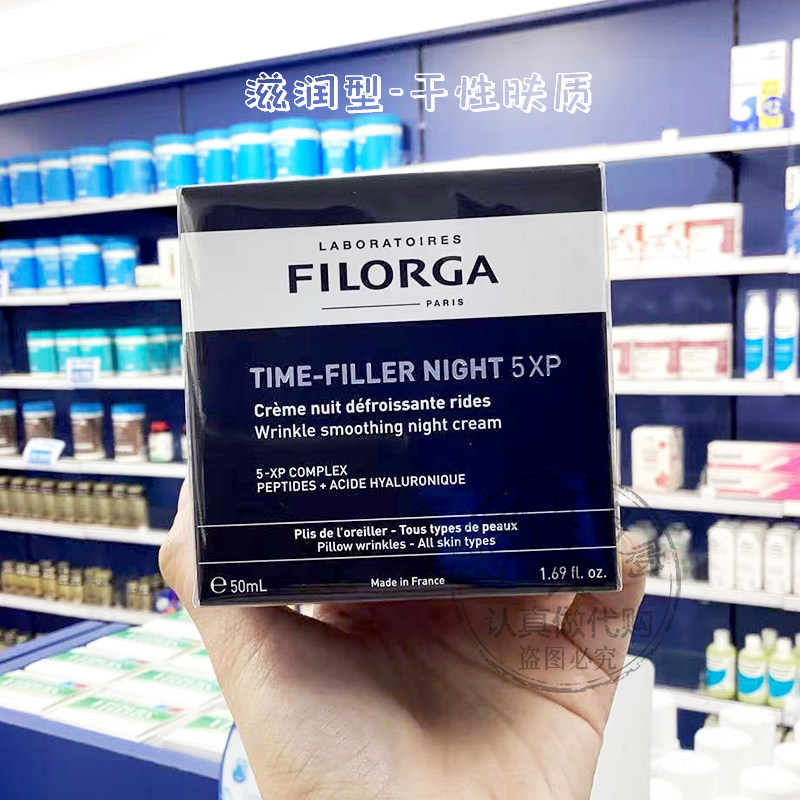 滋润型-干性肤质
LABORATOIRES
FILORGA
PARIS
TIME-FILLER NIGHT 5XP
Crème nuit défroissante rides
Wrinkle smoothing night cream
5-XP COMPLEX
PEPTIDES + ACIDE HYALURONIQUE
Plis de l'oreiller - Tous types de peaux
Pillow wrinkles - All skin types
e 50mL
Made in France
1.69 fl. oz.
认真做代购
盗图必究